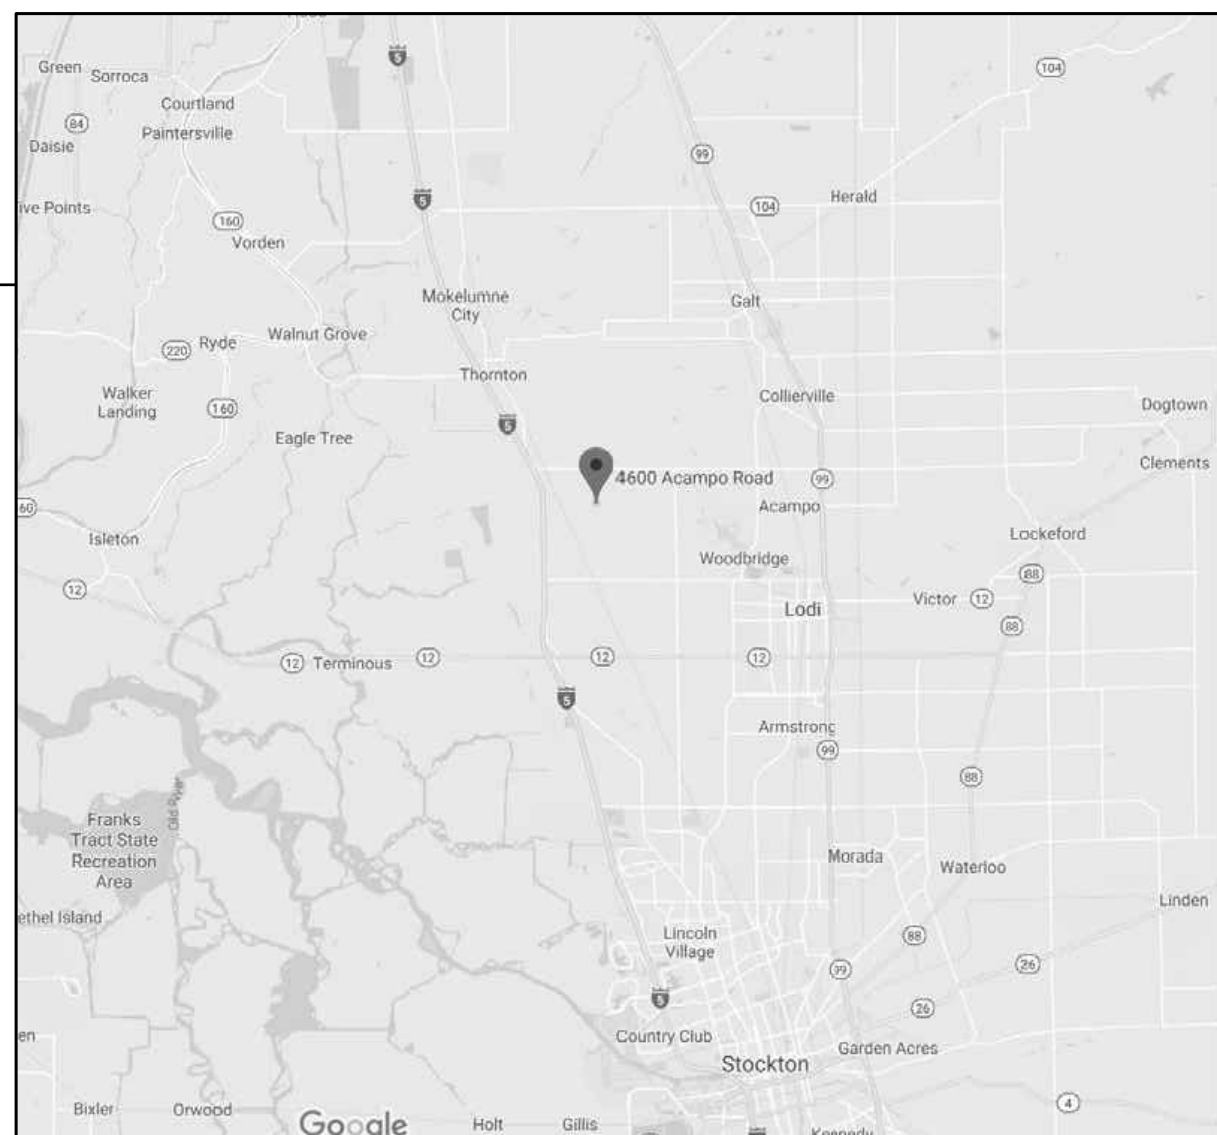 5
Green
Sorroca
104
Courtland
84
Paintersville
Daisie
99
5
Herald
ive Points
104
160
Vorden
Mokelumne
City
Galt
Walnut Grove
Ryde
220
Thornton
Walker
Landing
160
Collierville
Dogtown
5
Eagle Tree
Clements
4600 Acampo Road
99
60
Acampo
Isleton
Lockeford
Woodbridge
88
12
Victor
12
Lodi
88
12
Terminous
12
12
12
5
Armstrong
99
88
Old River
Franks
Tract State
Recreation
Area
Morada
Waterloo
Linden
ethel Island
Lincoln
Village
88
99
26
5
26
en
Country Club
Garden Acres
Stockton
4
Bixler
Orwood
Google
Holt
Gillis